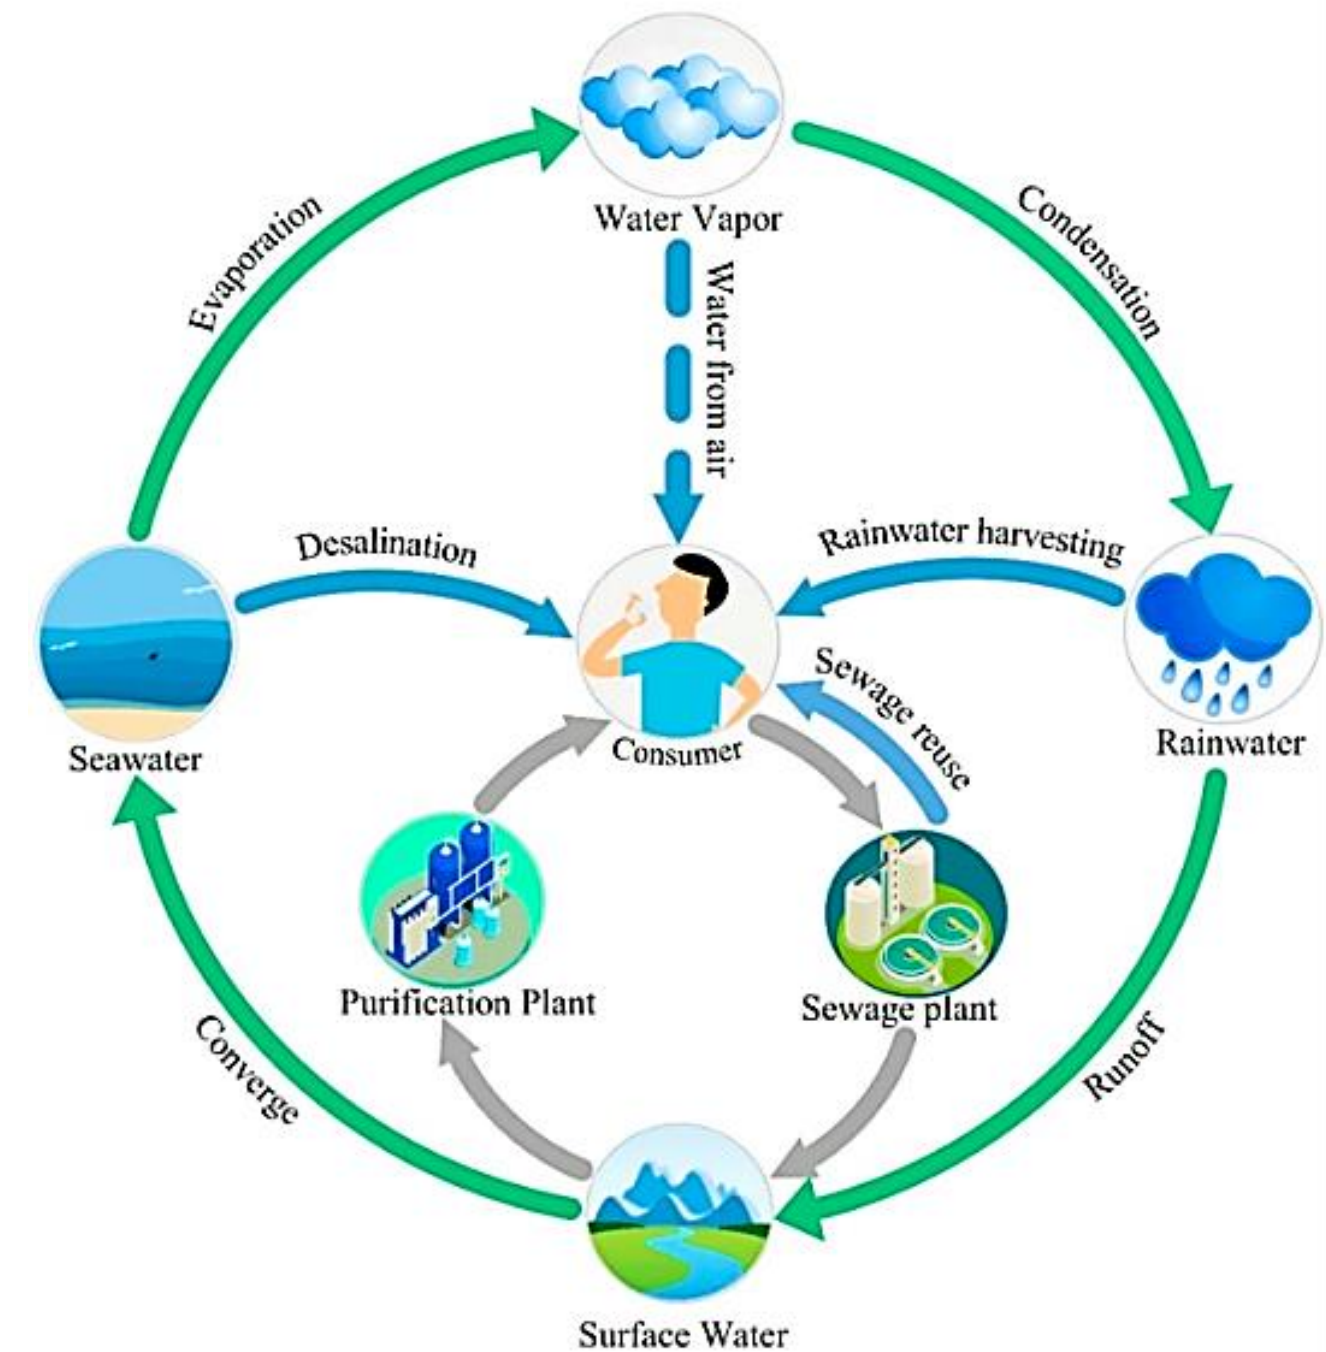 Water Vapor
Evaporation
Condensation
Water from air
Desalination
Rainwater harvesting
Sewage reuse
Seawater
Consumer
Rainwater
Purification Plant
Sewage plant
Converge
Runoff
Surface Water